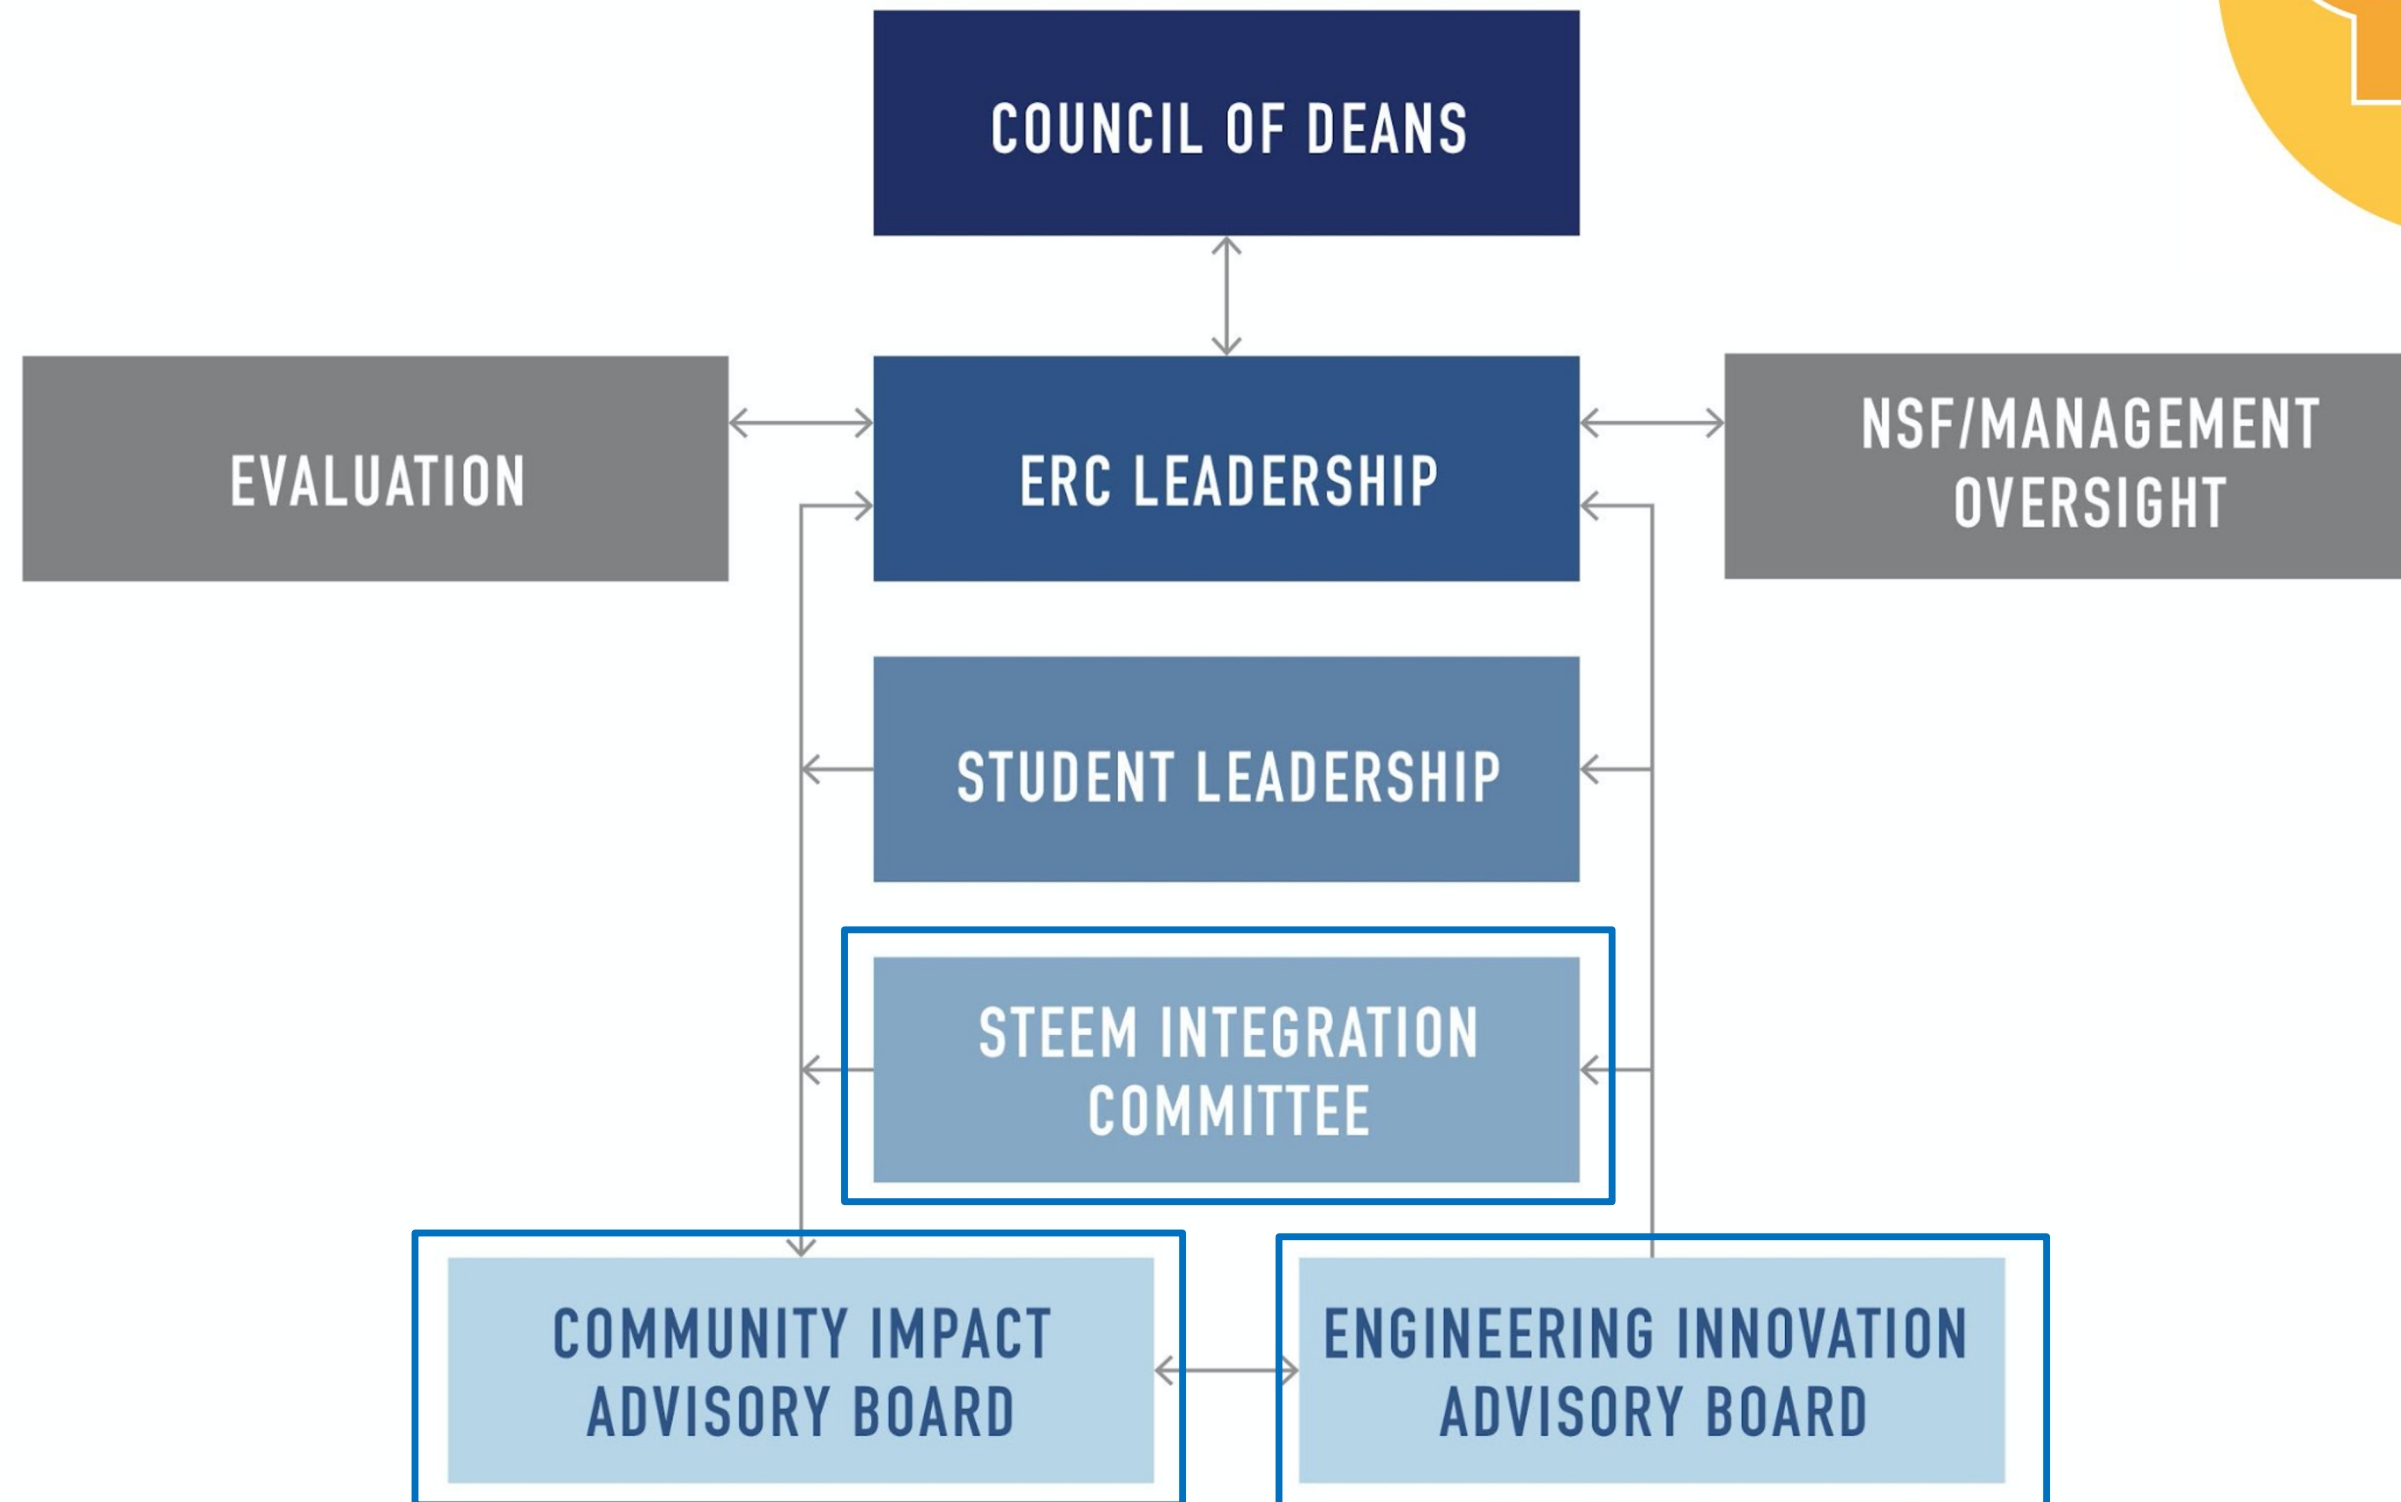 COUNCIL OF DEANS
EVALUATION
ERC LEADERSHIP
NSF/MANAGEMENT
OVERSIGHT
STUDENT LEADERSHIP
STEEM INTEGRATION
COMMITTEE
COMMUNITY IMPACT
ADVISORY BOARD
ENGINEERING INNOVATION
ADVISORY BOARD